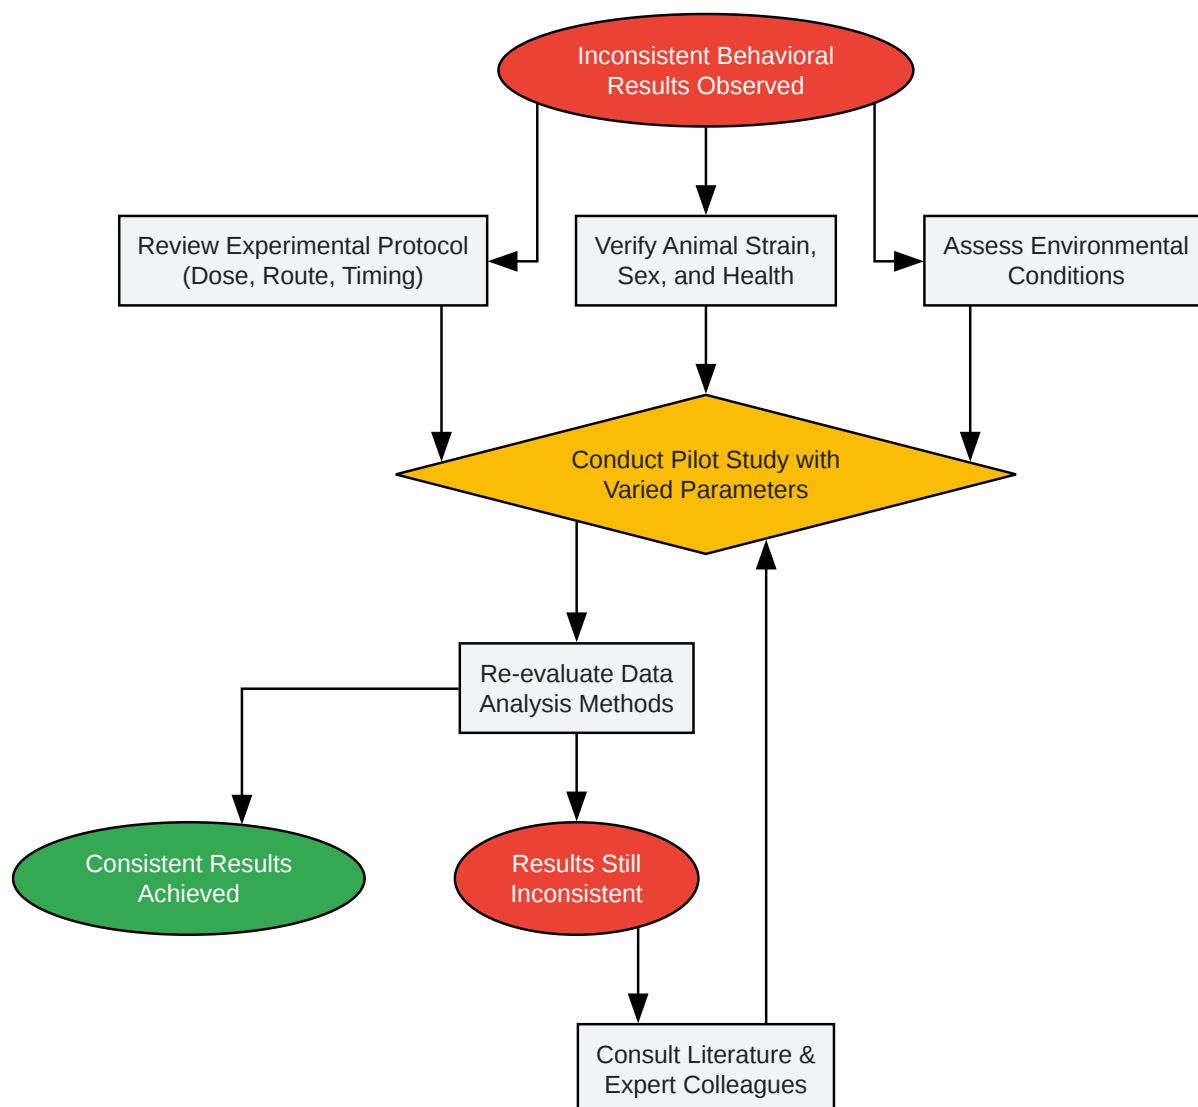 Inconsistent Behavioral
Results Observed
Review Experimental Protocol
(Dose, Route, Timing)
Verify Animal Strain,
Sex, and Health
Assess Environmental
Conditions
Conduct Pilot Study with
Varied Parameters
Re-evaluate Data
Analysis Methods
Consistent Results
Achieved
Results Still
Inconsistent
Consult Literature &
Expert Colleagues